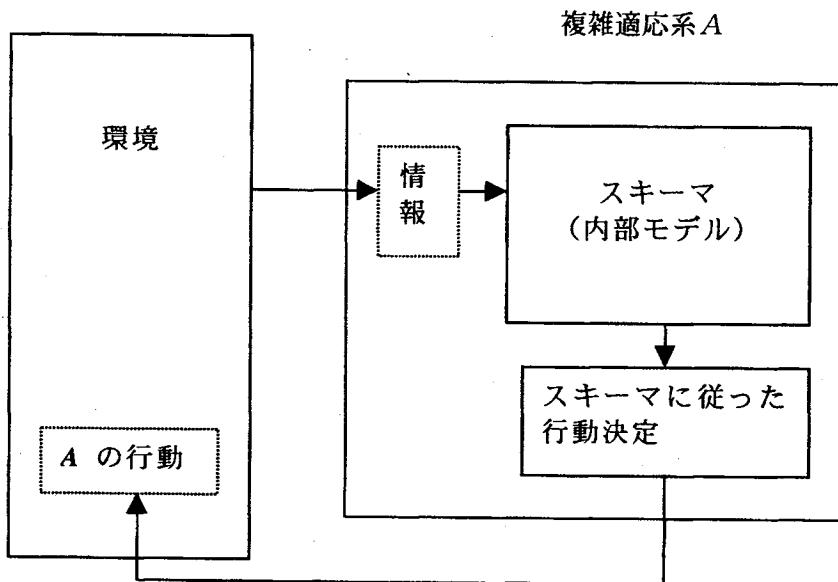 複雑適応系A
環境
情
報
スキーマ
(内部モデル)
スキーマに従った
行動決定
A の行動